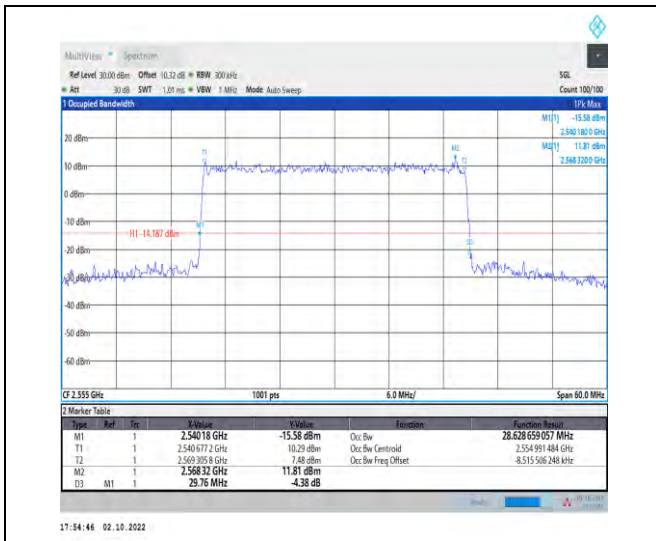 MultiView Spectrum
Ref Level 30.00 dBm Offset 10.32 dB RBW 300 kHz SGL
Att 30 dB SWT 1.01 ms VBW 1 MHz Mode Auto Sweep Count 100/100
1 Occupied Bandwidth 1Pk Max
M1[1] -15.58 dBm
2.540 180 0 GHz
M2[1] 11.81 dBm
2.568 320 0 GHz
20 dBm
M2
T1
T2
10 dBm
0 dBm
-10 dBm
M1
H1 -14.187 dBm
-20 dBm
D3
-30 dBm
-40 dBm
-50 dBm
-60 dBm
CF 2.555 GHz 1001 pts 6.0 MHz/ Span 60.0 MHz
2 Marker Table
Type Ref Trc X-Value Y-Value Function Function Result
M1 1 2.54018 GHz -15.58 dBm Occ Bw 28.628 659 057 MHz
T1 1 2.540 677 2 GHz 10.29 dBm Occ Bw Centroid 2.554 991 484 GHz
T2 1 2.569 305 8 GHz 7.48 dBm Occ Bw Freq Offset -8.515 506 248 kHz
M2 1 2.568 32 GHz 11.81 dBm
D3 M1 1 29.76 MHz -4.38 dB
17:54:46 02.10.2022